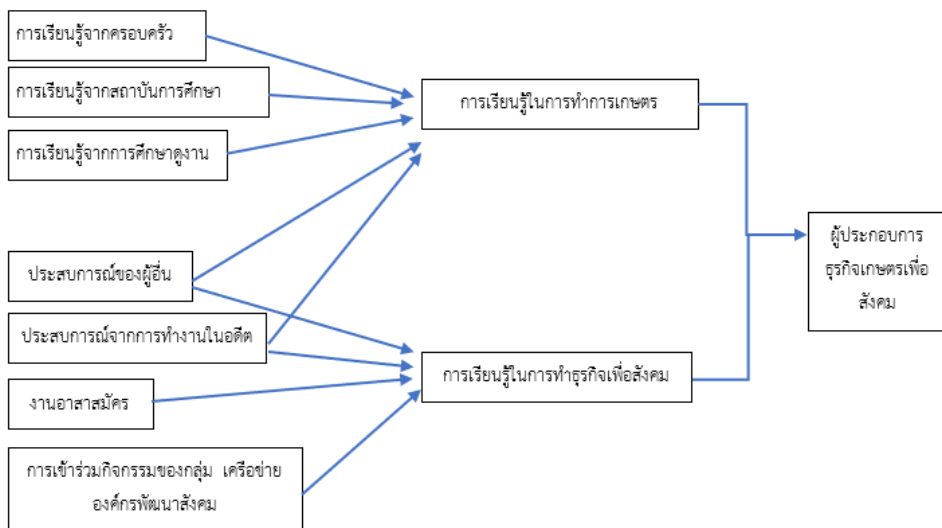 การเรียนรู้จากครอบครัว
การเรียนรู้จากสถาบันการศึกษา
การเรียนรู้จากการศึกษาดูงาน
ประสบการณ์ของผู้อื่น
ประสบการณ์จากการทำงานในอดีต
งานอาสาสมัคร
การเข้าร่วมกิจกรรมของกลุ่ม เครือข่าย
องค์กรพัฒนาสังคม
การเรียนรู้ในการทำการเกษตร
การเรียนรู้ในการทำธุรกิจเพื่อสังคม
ผู้ประกอบการ
ธุรกิจเกษตรเพื่อ
สังคม